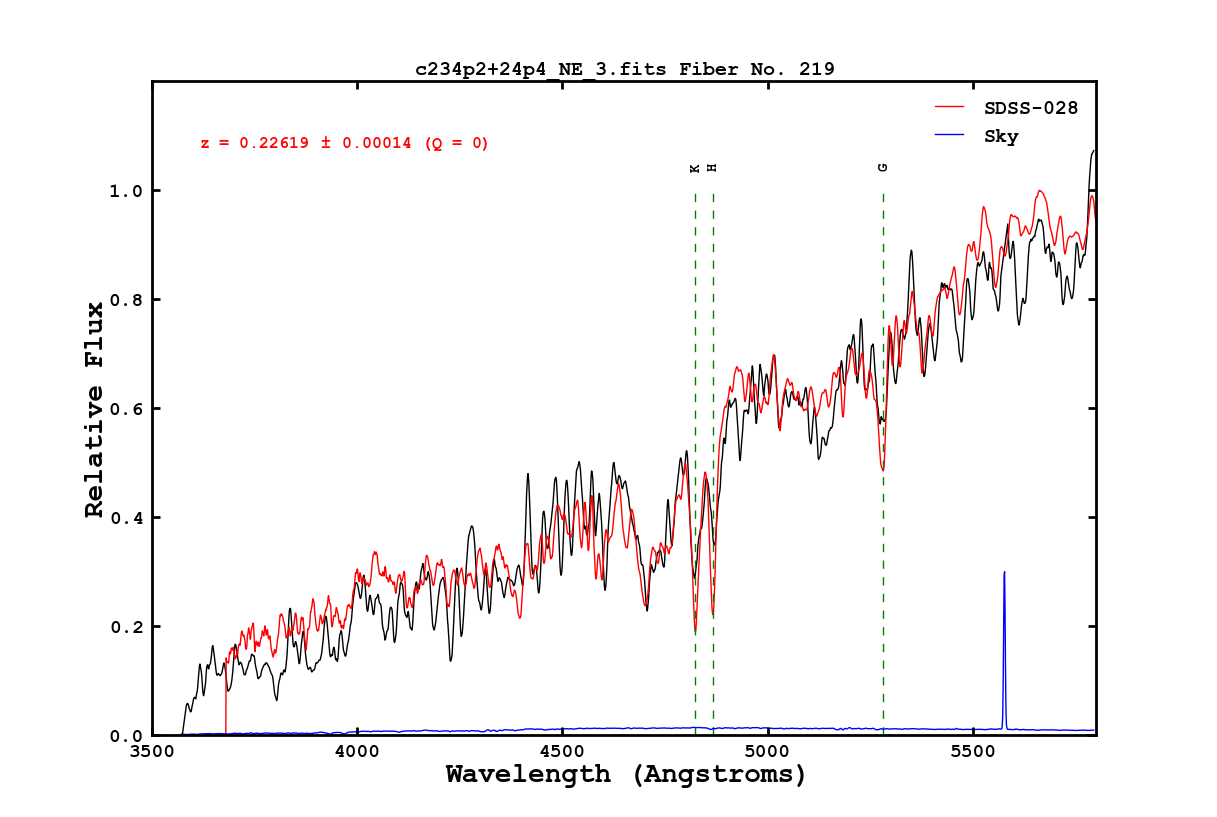 c234p2+24p4_NE_3.fits Fiber No. 219
SDSS-028
Sky
z = 0.22619 ± 0.00014 (Q = 0)
K H G
1.0
0.8
0.6
0.4
0.2
0.0
Relative Flux
3500 4000 4500 5000 5500
Wavelength (Angstroms)